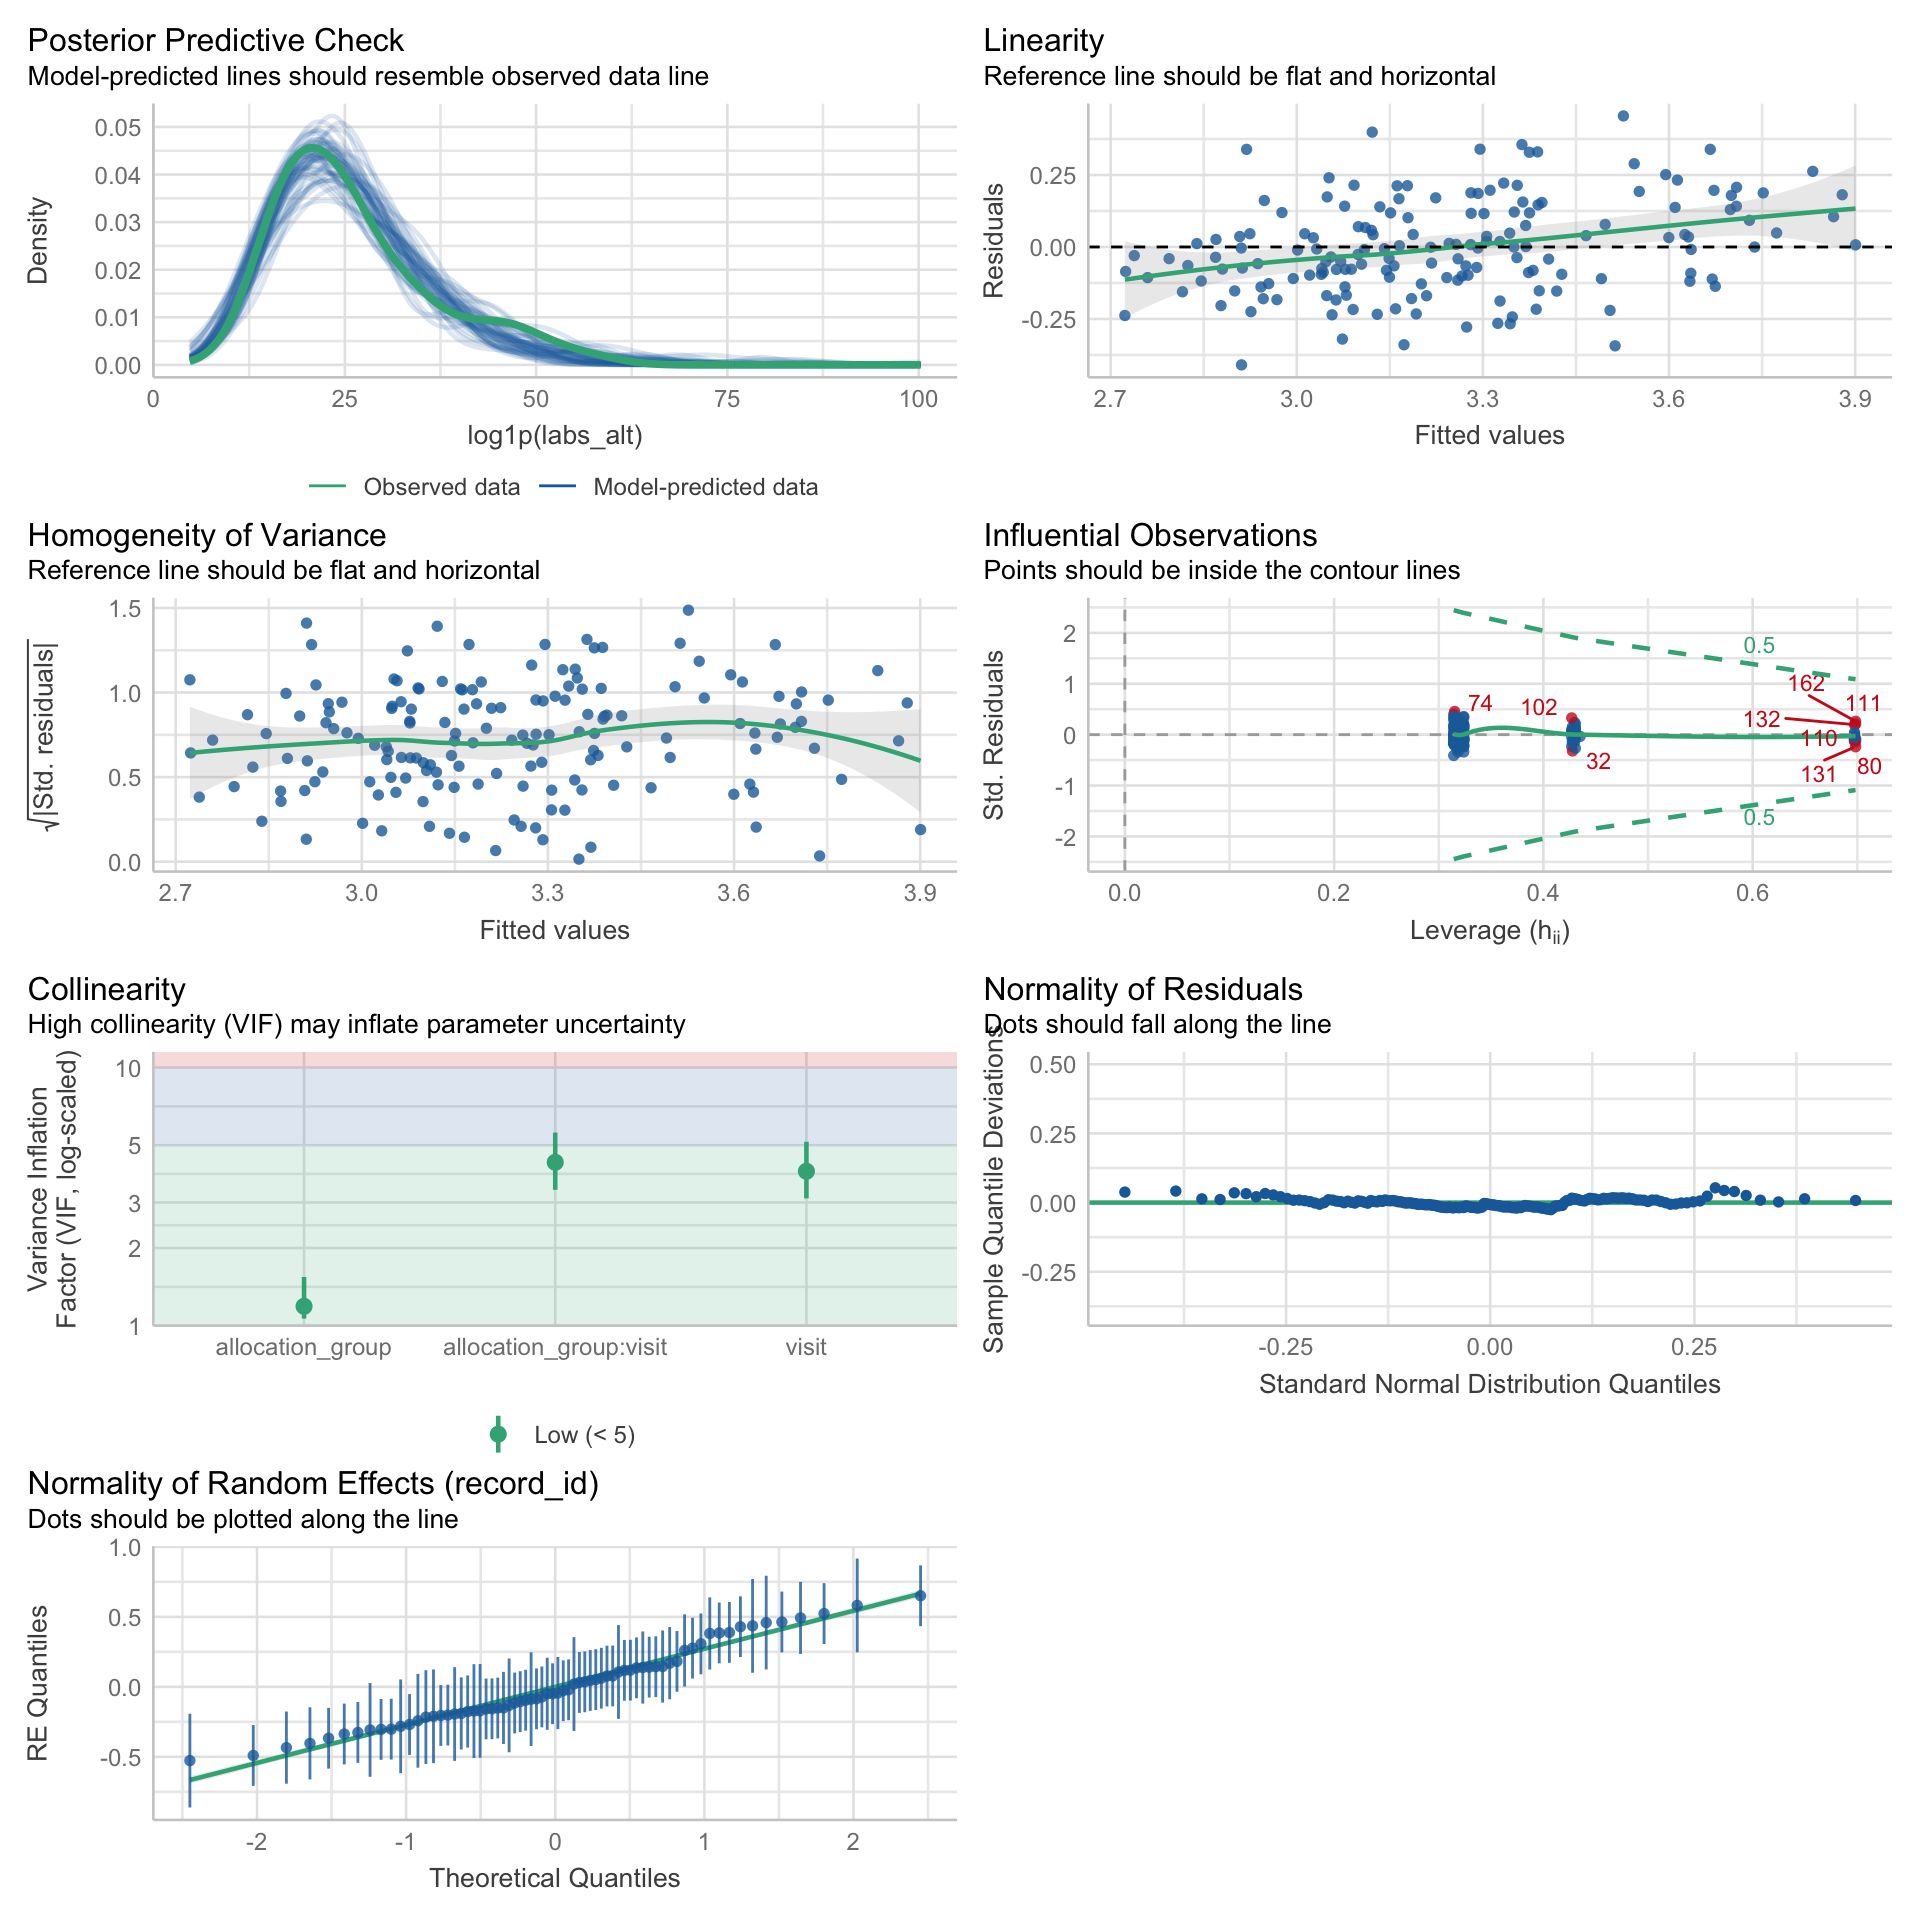 Posterior Predictive Check
Model-predicted lines should resemble observed data line
Density
0.05
0.04
0.03
0.02
0.01
0.00
0 25 50 75 100
log1p(labs_alt)
Observed data Model-predicted data
Linearity
Reference line should be flat and horizontal
Residuals
0.25
0.00
-0.25
2.7 3.0 3.3 3.6 3.9
Fitted values
Homogeneity of Variance
Reference line should be flat and horizontal
√|Std. residuals|
1.5
1.0
0.5
0.0
2.7 3.0 3.3 3.6 3.9
Fitted values
Influential Observations
Points should be inside the contour lines
Std. Residuals
2
1
0
-1
-2
0.5
162
74 102 111
132
110
32 131 80
0.5
0.0 0.2 0.4 0.6
Leverage (hii)
Collinearity
High collinearity (VIF) may inflate parameter uncertainty
Variance Inflation
Factor (VIF, log-scaled)
10
5
3
2
1
allocation_group allocation_group:visit visit
Low (< 5)
Normality of Residuals
Dots should fall along the line
Sample Quantile Deviations
0.50
0.25
0.00
-0.25
-0.25 0.00 0.25
Standard Normal Distribution Quantiles
Normality of Random Effects (record_id)
Dots should be plotted along the line
RE Quantiles
1.0
0.5
0.0
-0.5
-2 -1 0 1 2
Theoretical Quantiles